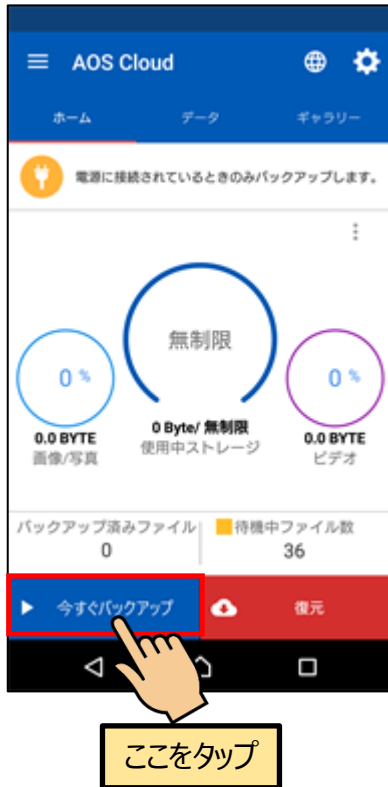 AOS Cloud
ホーム データ ギャラリー
電源に接続されているときのみバックアップします。
無制限
0 %
0 %
0.0 BYTE
画像/写真
0 Byte/ 無制限
使用中ストレージ
0.0 BYTE
ビデオ
バックアップ済みファイル
0
待機中ファイル数
36
今すぐバックアップ
復元
ここをタップ